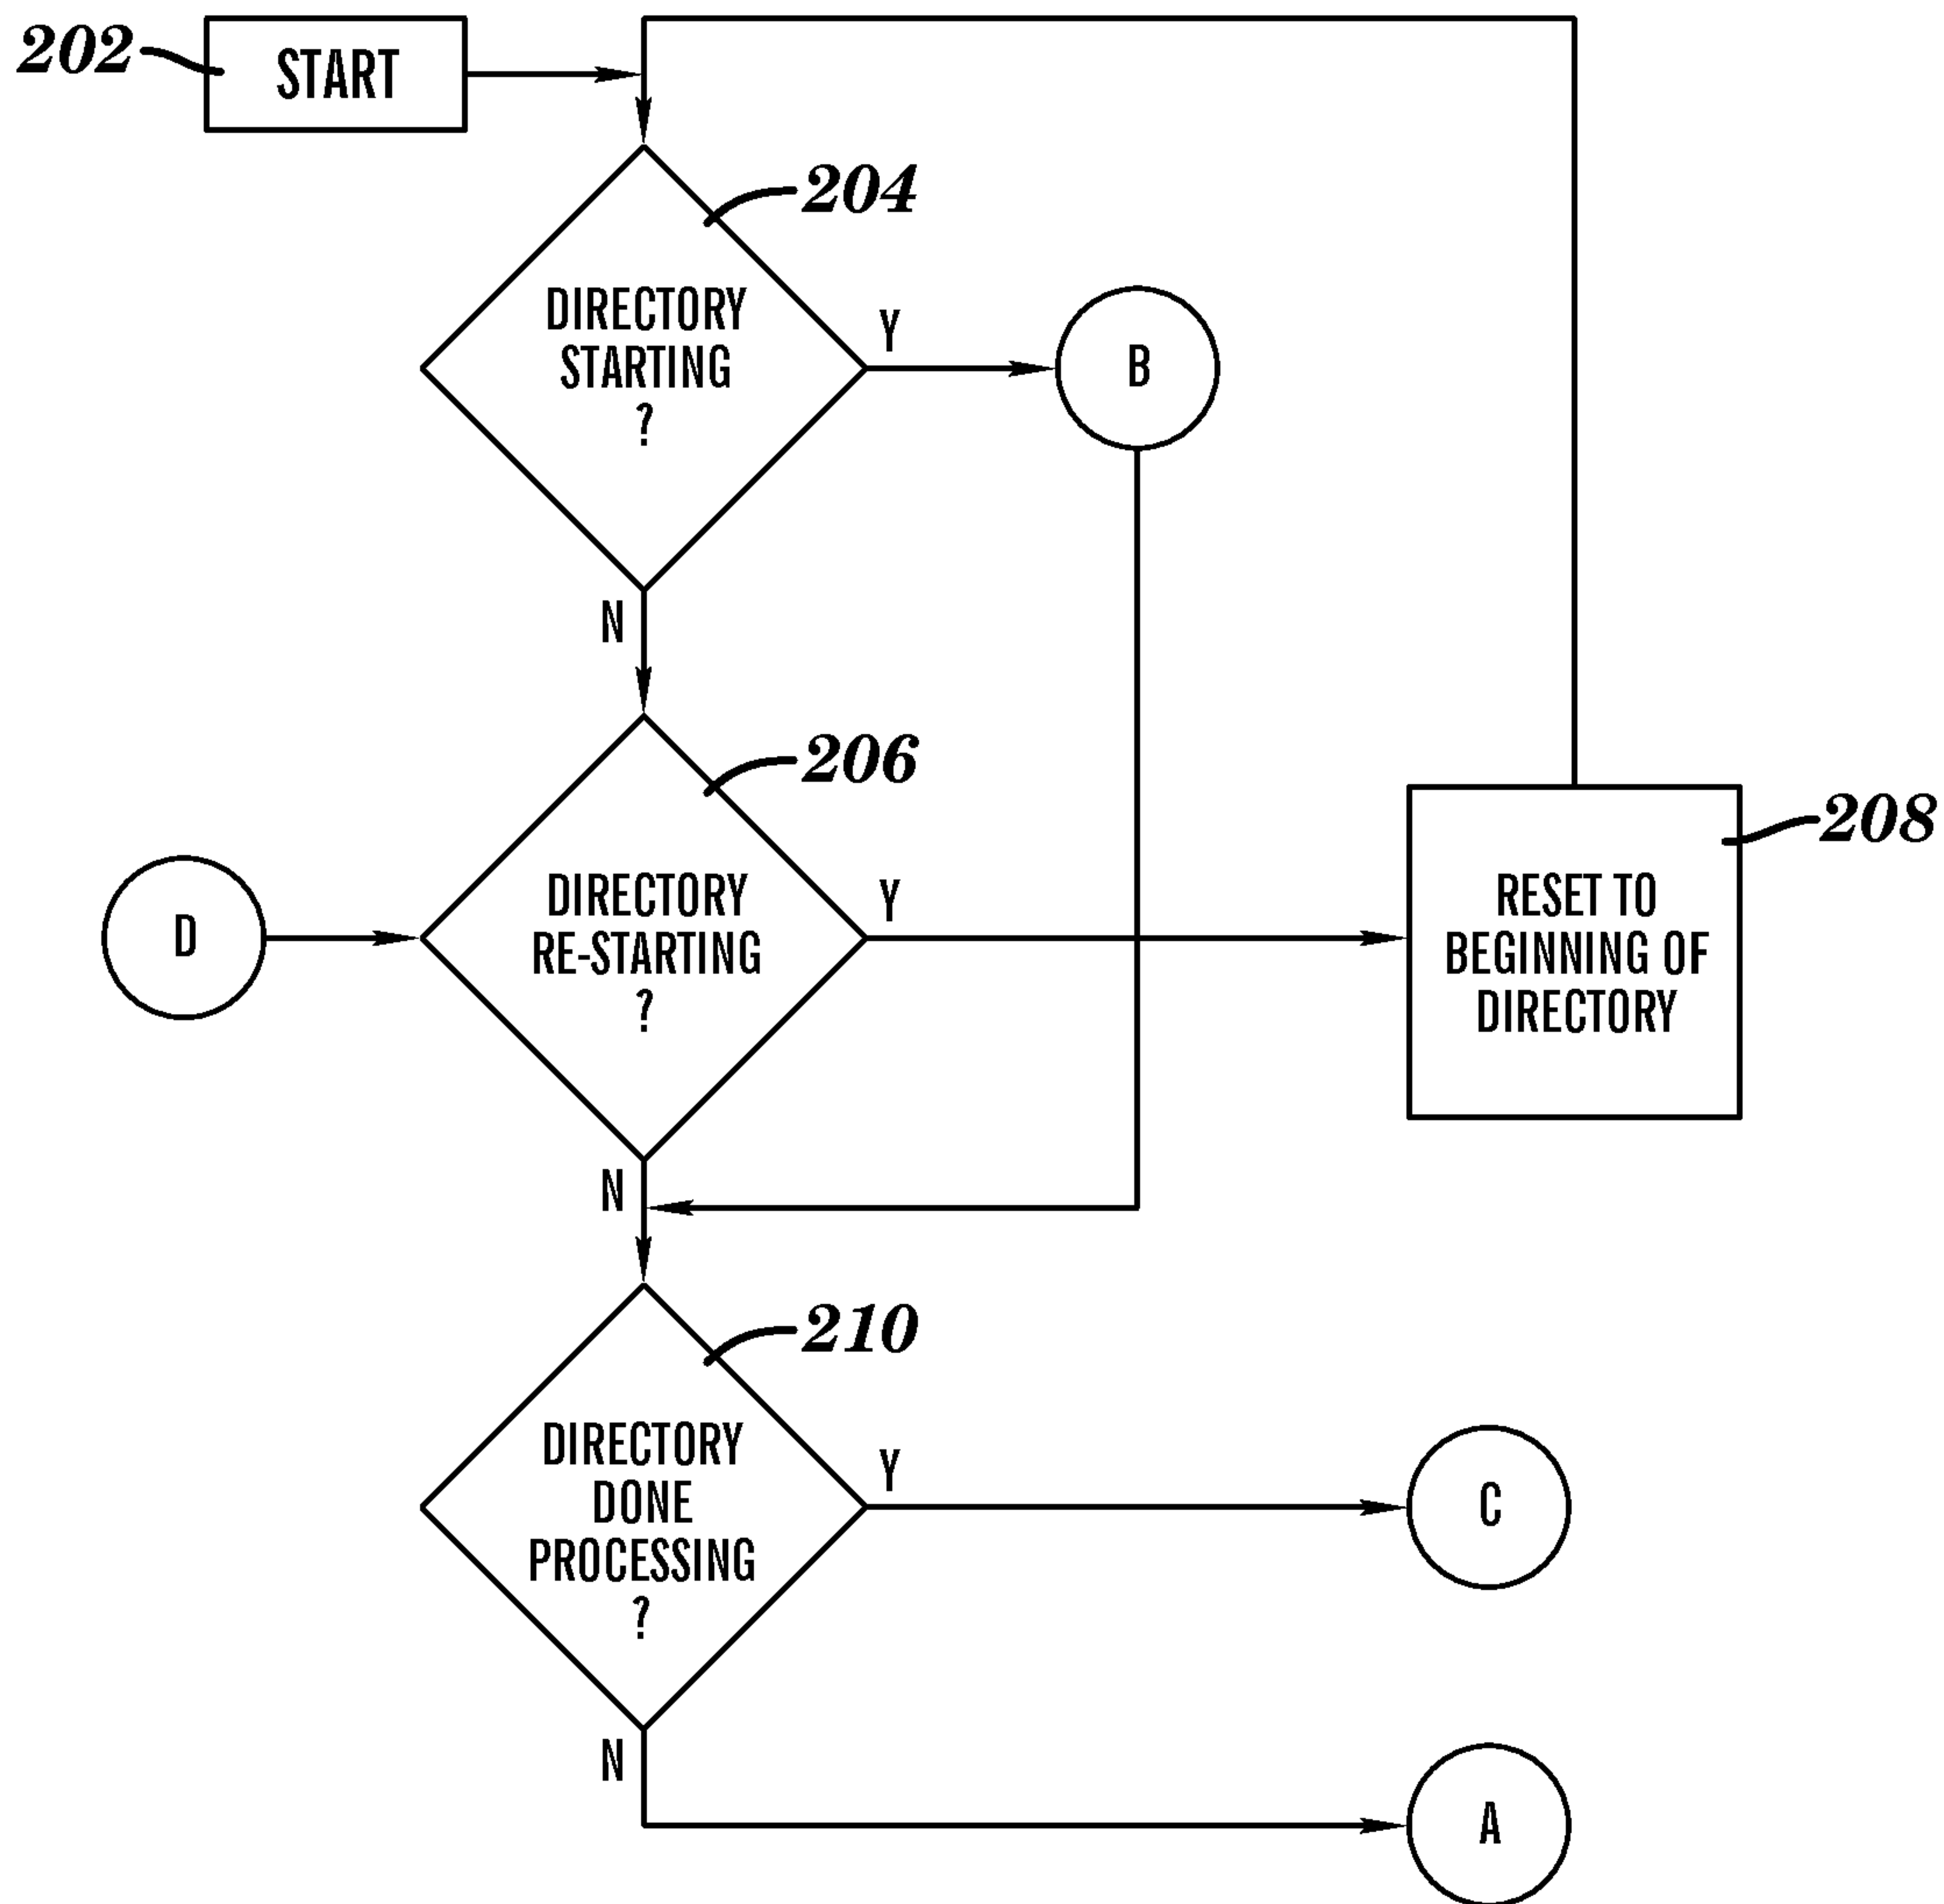 202
START
204
DIRECTORY
STARTING
?
Y
B
N
206
208
D
DIRECTORY
RE-STARTING
?
Y
RESET TO
BEGINNING OF
DIRECTORY
N
210
DIRECTORY
DONE
PROCESSING
?
Y
C
N
A